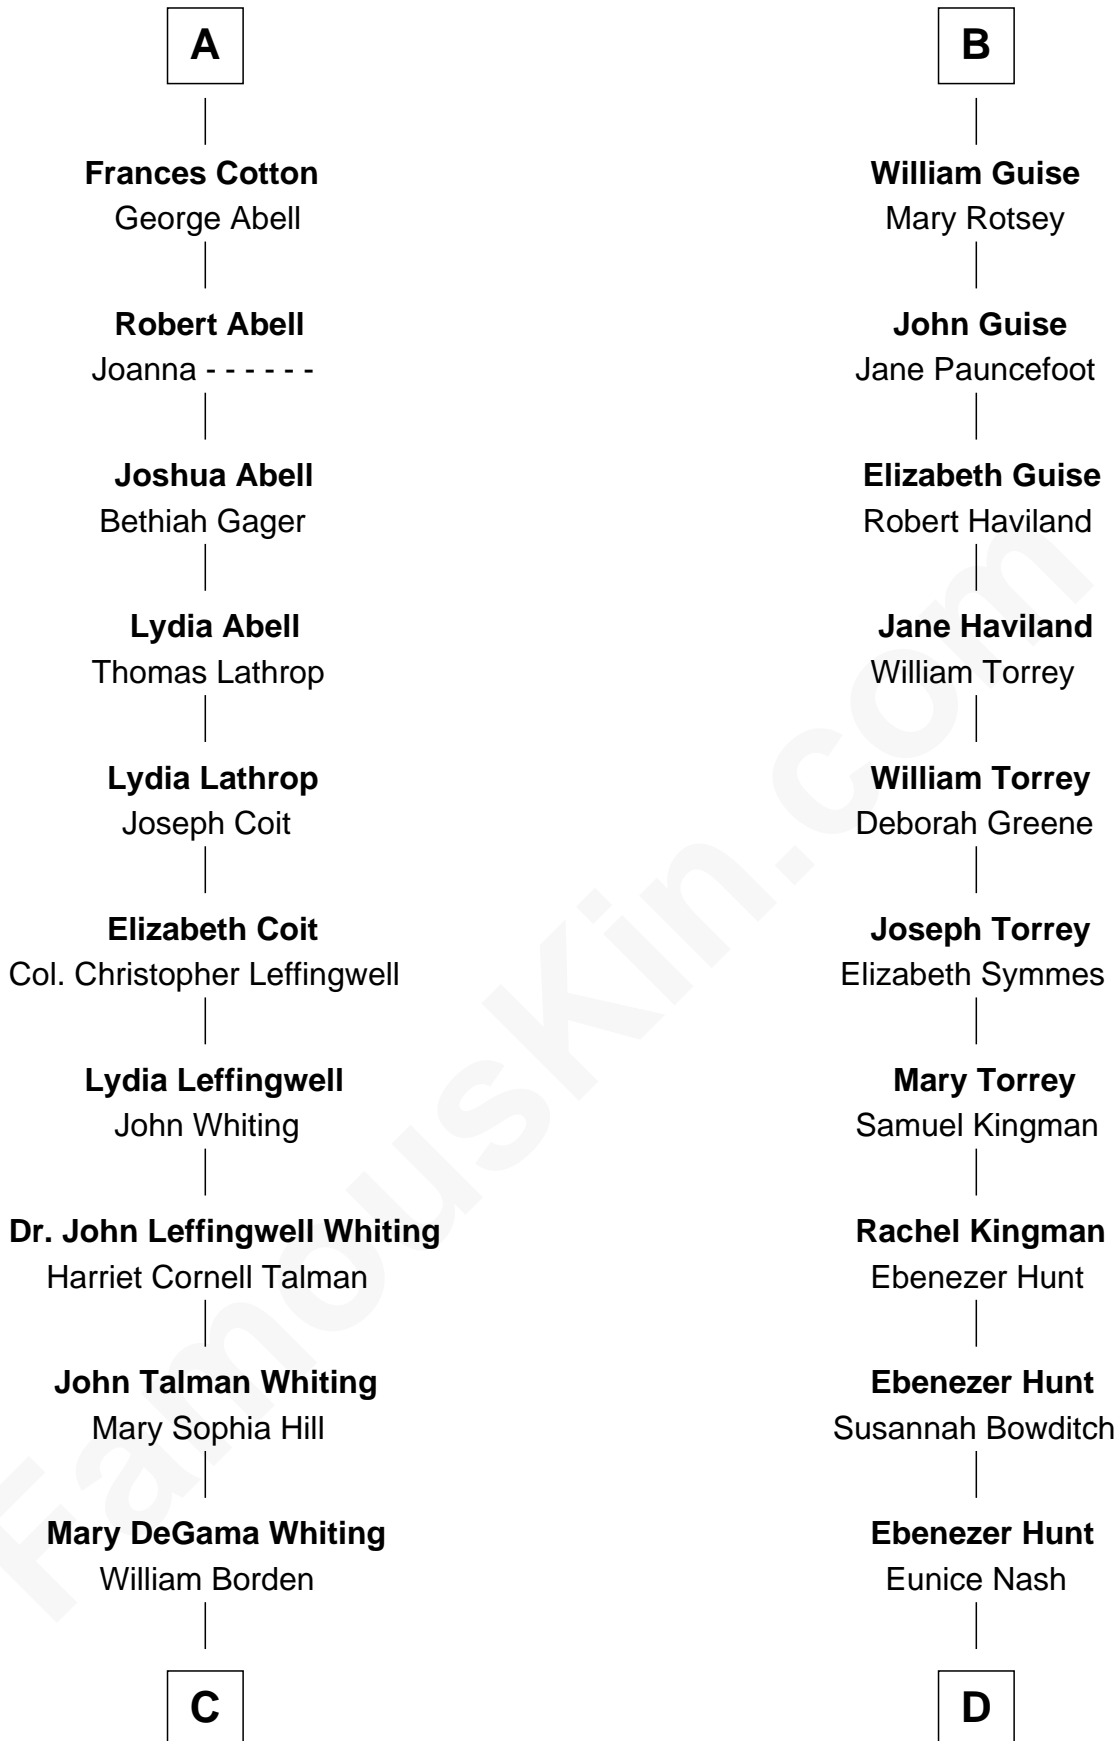 A
Frances Cotton
George Abell
Robert Abell
Joanna - - - - - -
Joshua Abell
Bethiah Gager
Lydia Abell
Thomas Lathrop
Lydia Lathrop
Joseph Coit
Elizabeth Coit
Col. Christopher Leffingwell
Lydia Leffingwell
John Whiting
Dr. John Leffingwell Whiting
Harriet Cornell Talman
John Talman Whiting
Mary Sophia Hill
Mary DeGama Whiting
William Borden
C
B
William Guise
Mary Rotsey
John Guise
Jane Pauncefoot
Elizabeth Guise
Robert Haviland
Jane Haviland
William Torrey
William Torrey
Deborah Greene
Joseph Torrey
Elizabeth Symmes
Mary Torrey
Samuel Kingman
Rachel Kingman
Ebenezer Hunt
Ebenezer Hunt
Susannah Bowditch
Ebenezer Hunt
Eunice Nash
D
FamousKin.com